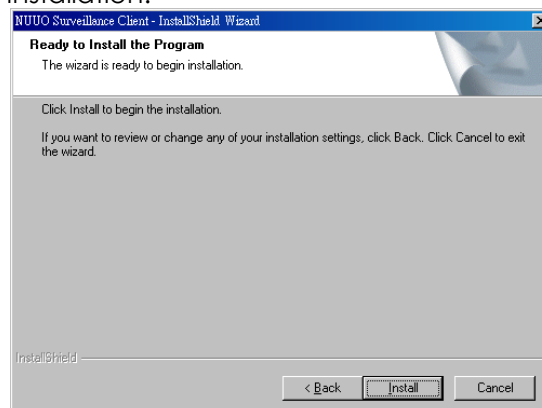 installation.
NUUO Surveillance Client - InstallShield Wizard
Ready to Install the Program
The wizard is ready to begin installation.
Click Install to begin the installation.
If you want to review or change any of your installation settings, click Back. Click Cancel to exit
the wizard.
InstallShield
< Back
Install
Cancel